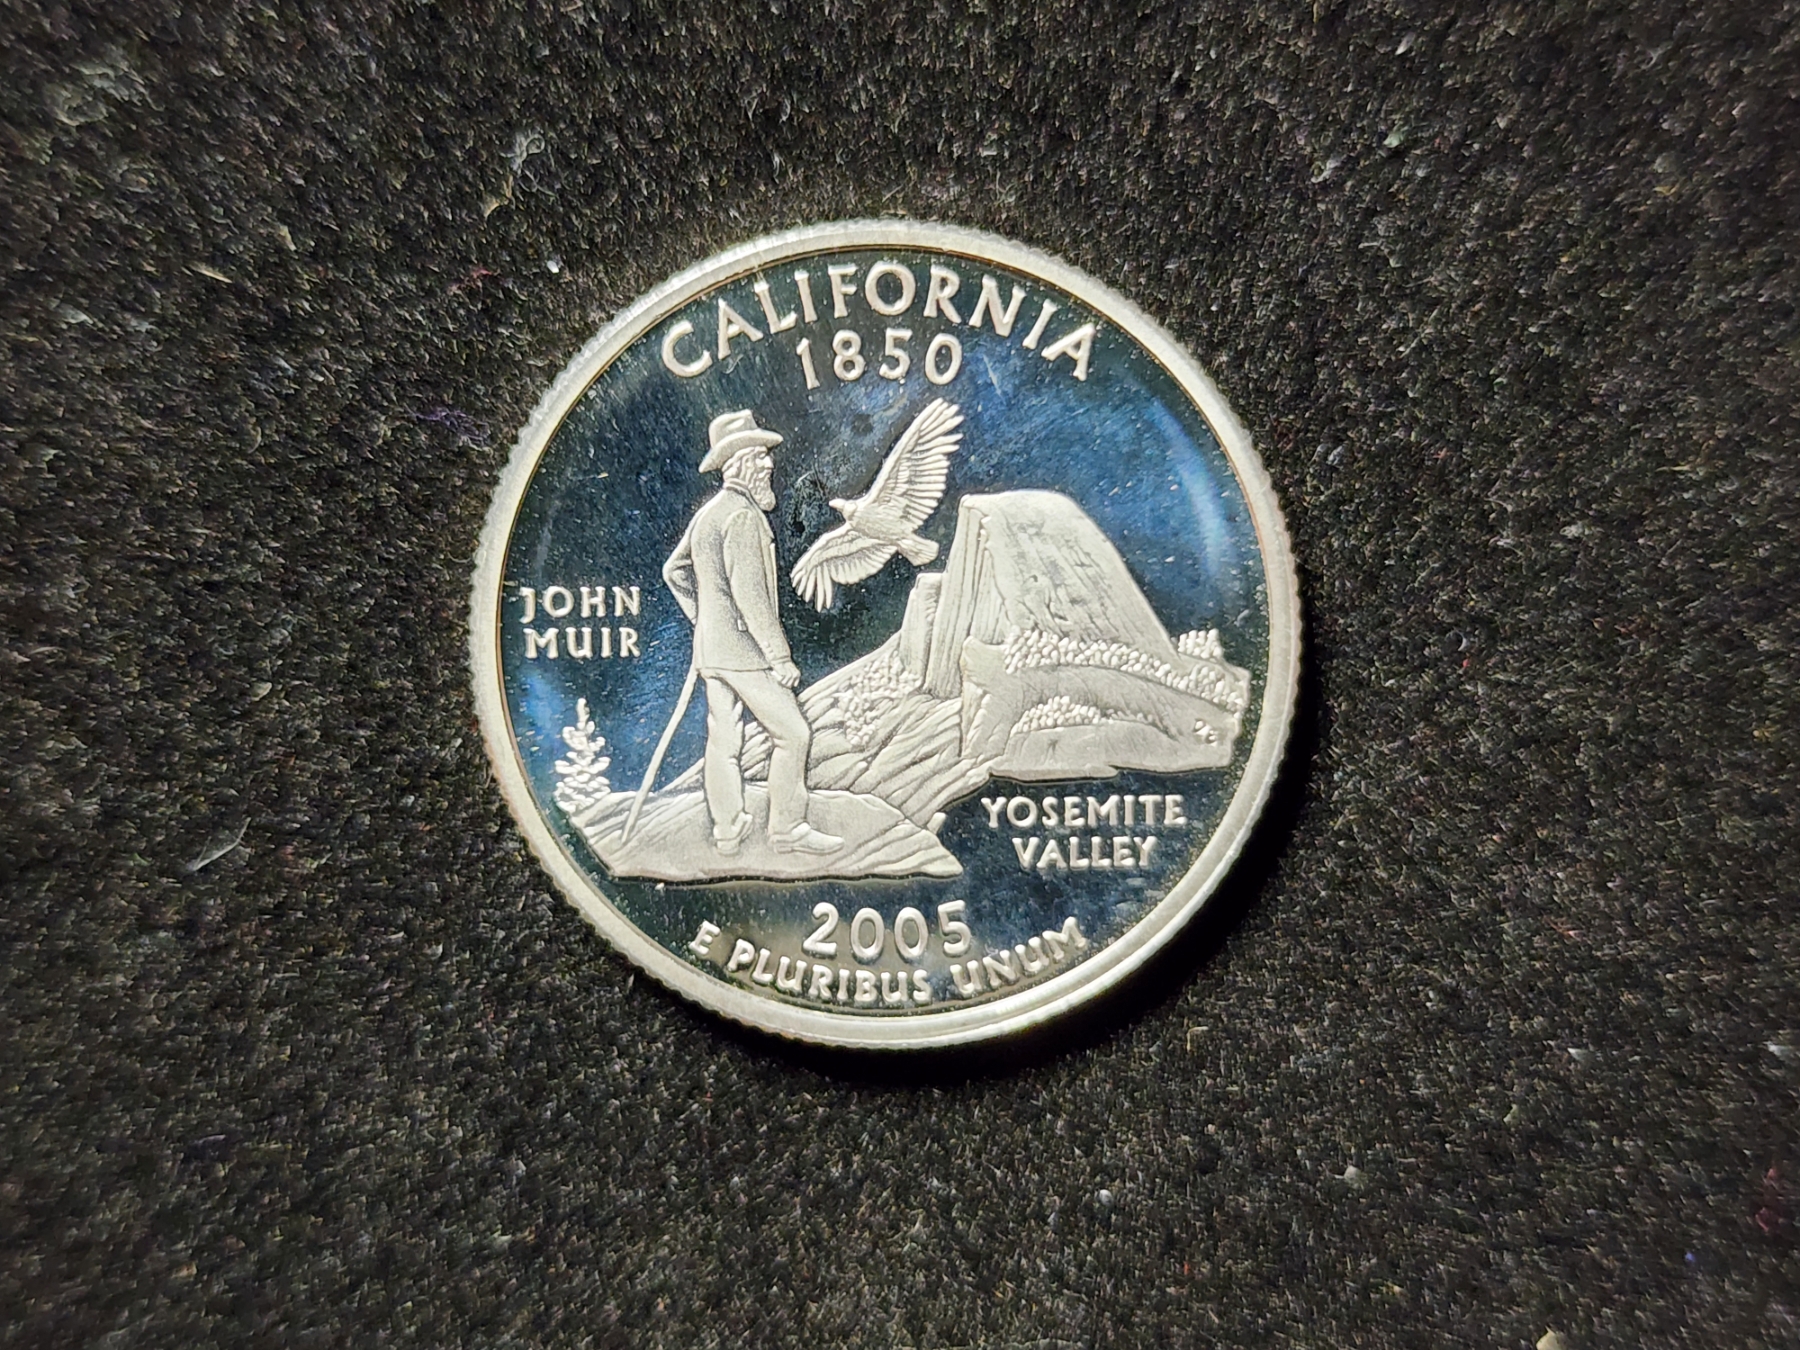 CALIFORNIA
1850
JOHN
MUIR
YOSEMITE
VALLEY
2005
E PLURIBUS UNUM